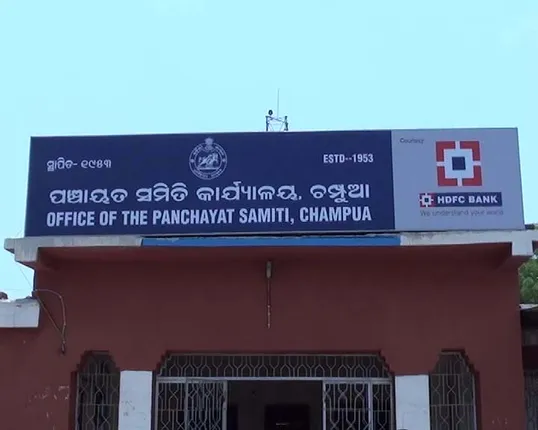 ସ୍ଥାପିତ- ୧୯୫୩
ESTD--1953
ପଞ୍ଚାୟତ ସମିତି କାର୍ଯ୍ୟାଳୟ, ଚମ୍ପୁଆ
OFFICE OF THE PANCHAYAT SAMITI, CHAMPUA
Courtesy:
HDFC BANK
We understand your world